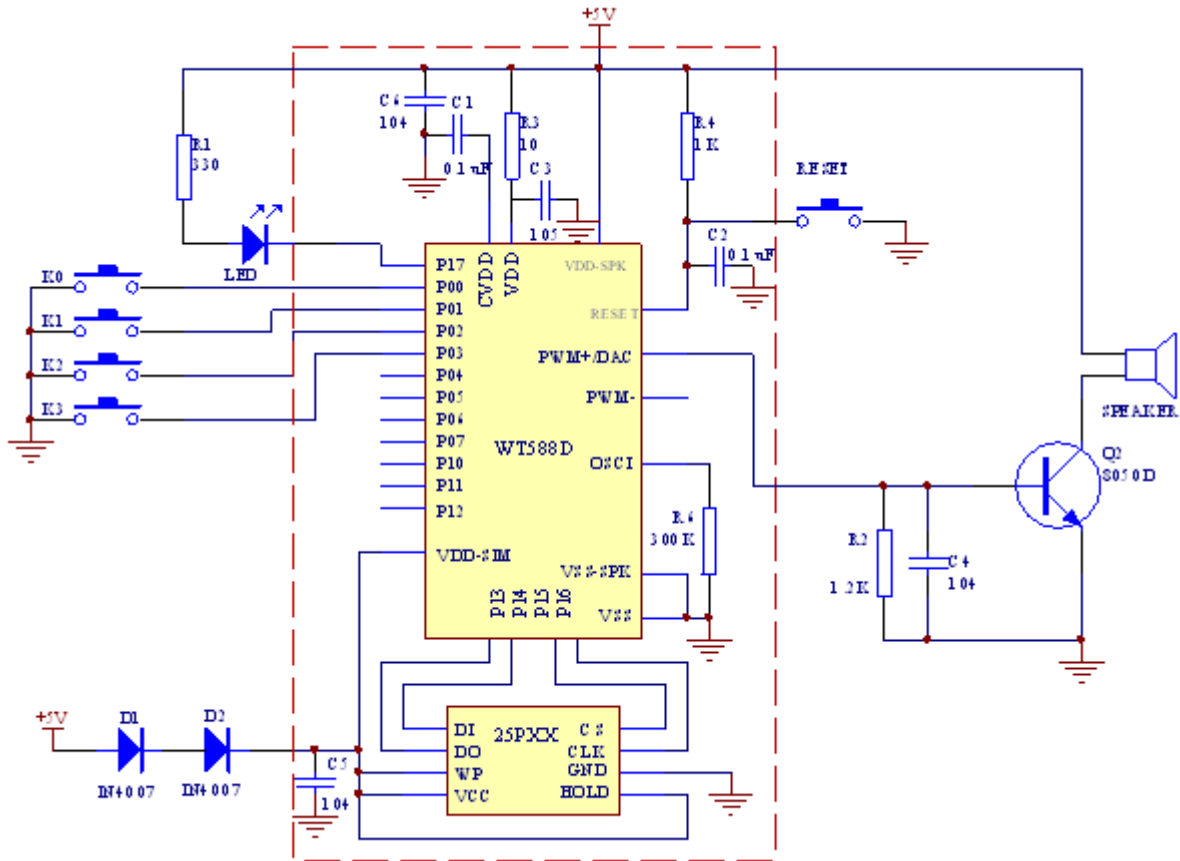 +5V
C6
104
C1
0.1uF
R3
10
C3
105
R4
1K
RESET
C2
0.1uF
R1
330
LED
K0
K1
K2
K3
P17
P00
P01
P02
P03
P04
P05
P06
P07
P10
P11
P12
VDD-SIM
CVDD
VDD
VDD-SPK
RESET
PWM+/DAC
PWM-
WT588D
OSCI
VSS-SPK
VSS
P13
P14
P15
P16
R6
300K
SPEAKER
Q2
8050D
R2
1.2K
C4
104
+5V
D1
D2
IN4007
IN4007
C5
104
25PXX
DI
DO
WP
VCC
CS
CLK
GND
HOLD